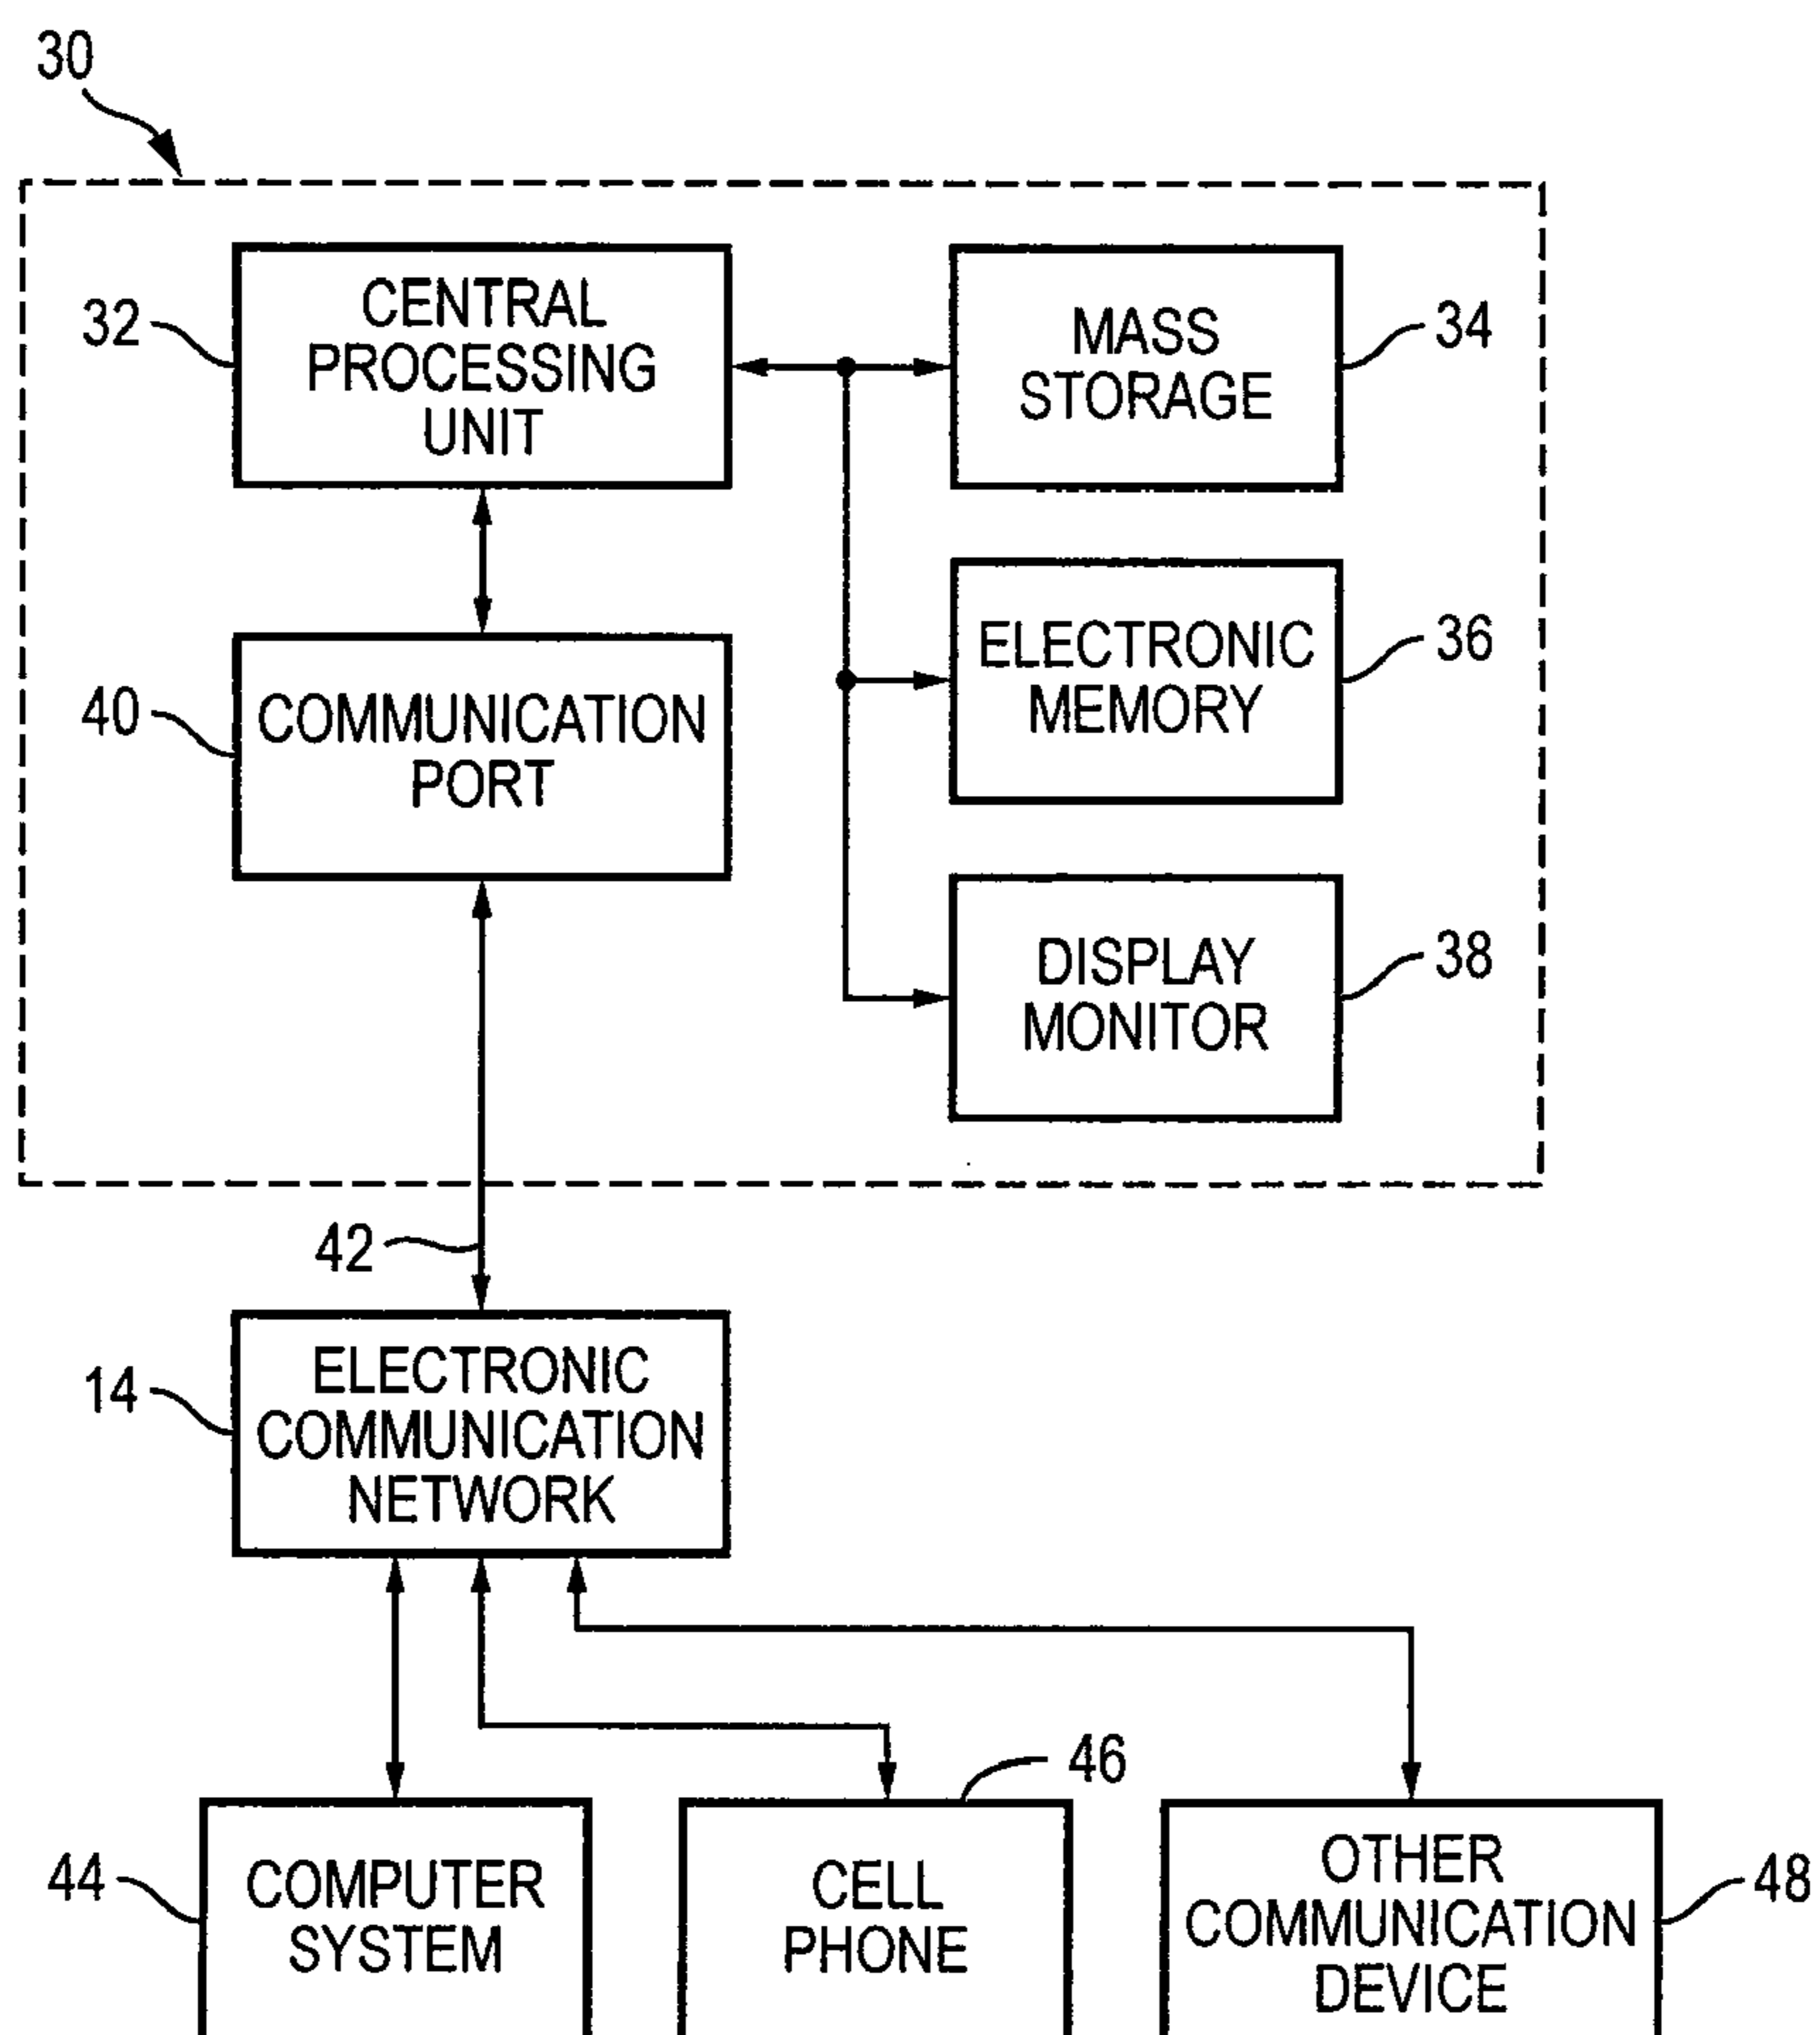 30
CENTRAL
PROCESSING
UNIT
32
MASS
STORAGE
34
COMMUNICATION
PORT
40
ELECTRONIC
MEMORY
36
DISPLAY
MONITOR
38
42
ELECTRONIC
COMMUNICATION
NETWORK
14
COMPUTER
SYSTEM
44
CELL
PHONE
46
OTHER
COMMUNICATION
DEVICE
48